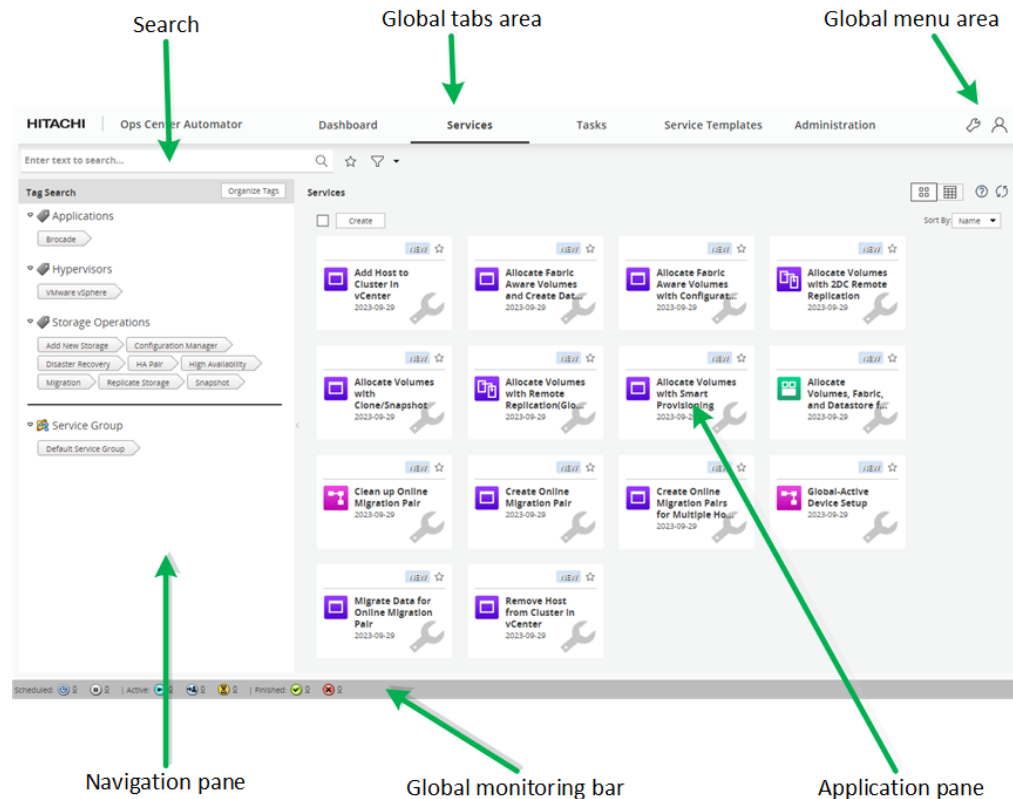 Search
Global tabs area
Global menu area
HITACHI
Ops Center Automator
Dashboard
Services
Tasks
Service Templates
Administration
Enter text to search...
Tag Search
Organize Tags
Applications
Brocade
Hypervisors
VMware vSphere
Storage Operations
Add New Storage
Configuration Manager
Disaster Recovery
HA Pair
High Availability
Migration
Replicate Storage
Snapshot
Service Group
Default Service Group
Services
Create
Sort By: Name
NEW
Add Host to
Cluster in
vCenter
2023-09-29
NEW
Allocate Fabric
Aware Volumes
and Create Dat...
2023-09-29
NEW
Allocate Fabric
Aware Volumes
with Configurat...
2023-09-29
NEW
Allocate Volumes
with 2DC Remote
Replication
2023-09-29
NEW
Allocate Volumes
with
Clone/Snapshot
2023-09-29
NEW
Allocate Volumes
with Remote
Replication(Glo...
2023-09-29
NEW
Allocate Volumes
with Smart
Provisioning
2023-09-29
NEW
Allocate
Volumes, Fabric,
and Datastore f...
2023-09-29
NEW
Clean up Online
Migration Pair
2023-09-29
NEW
Create Online
Migration Pair
2023-09-29
NEW
Create Online
Migration Pairs
for Multiple Ho...
2023-09-29
NEW
Global-Active
Device Setup
2023-09-29
NEW
Migrate Data for
Online Migration
Pair
2023-09-29
NEW
Remove Host
from Cluster in
vCenter
2023-09-29
Scheduled: 0 0 | Active: 0 0 0 | Finished: 0 0
Navigation pane
Global monitoring bar
Application pane